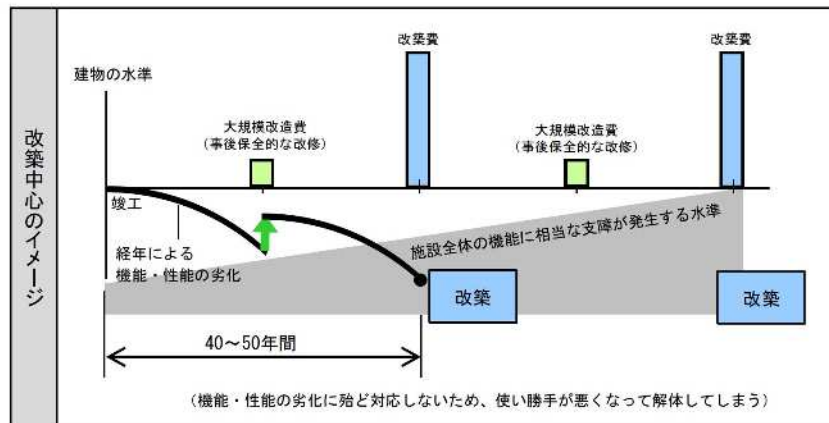 改築中心のイメージ
建物の水準
改築費
改築費
大規模改造費
(事後保全的な改修)
大規模改造費
(事後保全的な改修)
竣工
経年による
機能・性能の劣化
施設全体の機能に相当な支障が発生する水準
改築
改築
40~50年間
(機能・性能の劣化に殆ど対応しないため、使い勝手が悪くなって解体してしまう)